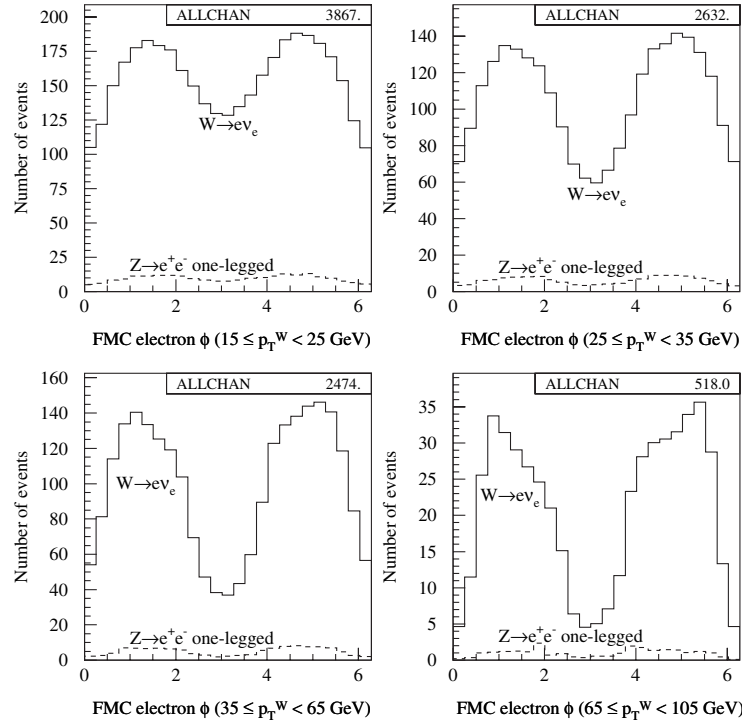 ALLCHAN 3867.
200
175
150
125
100
75
50
25
0
Number of events
W→eνₑ
Z→e⁺e⁻ one-legged
0 2 4 6
FMC electron ϕ (15 ≤ p_T^W < 25 GeV)
ALLCHAN 2632.
140
120
100
80
60
40
20
0
Number of events
W→eνₑ
Z→e⁺e⁻ one-legged
0 2 4 6
FMC electron ϕ (25 ≤ p_T^W < 35 GeV)
ALLCHAN 2474.
160
140
120
100
80
60
40
20
0
Number of events
W→eνₑ
Z→e⁺e⁻ one-legged
0 2 4 6
FMC electron ϕ (35 ≤ p_T^W < 65 GeV)
ALLCHAN 518.0
35
30
25
20
15
10
5
0
Number of events
W→eνₑ
Z→e⁺e⁻ one-legged
0 2 4 6
FMC electron ϕ (65 ≤ p_T^W < 105 GeV)